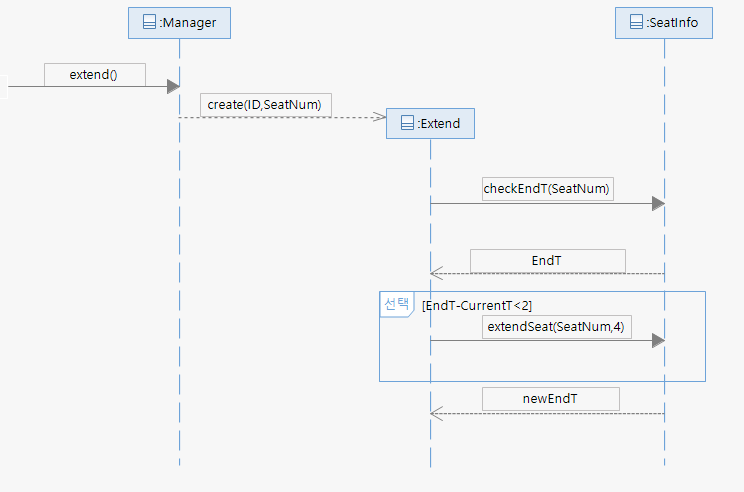 :Manager
:SeatInfo
extend()
create(ID,SeatNum)
:Extend
checkEndT(SeatNum)
EndT
선택
[EndT-CurrentT<2]
extendSeat(SeatNum,4)
newEndT